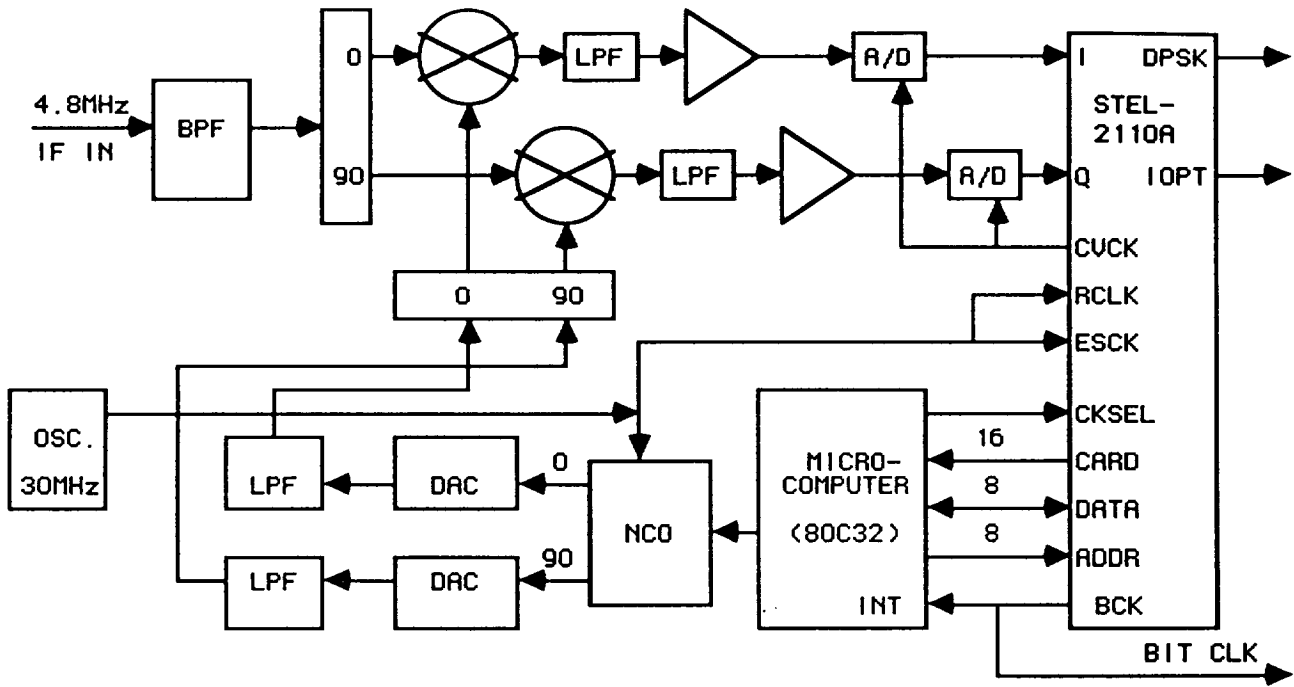 4.8MHz
IF IN
BPF
0
90
LPF
LPF
A/D
A/D
0 90
OSC.
30MHz
LPF
DAC
0
LPF
DAC
90
NCO
MICRO-
COMPUTER
(80C32)
INT
16
8
8
I DPSK
STEL-
2110A
Q IOPT
CVCK
RCLK
ESCK
CKSEL
CARD
DATA
ADDR
BCK
BIT CLK